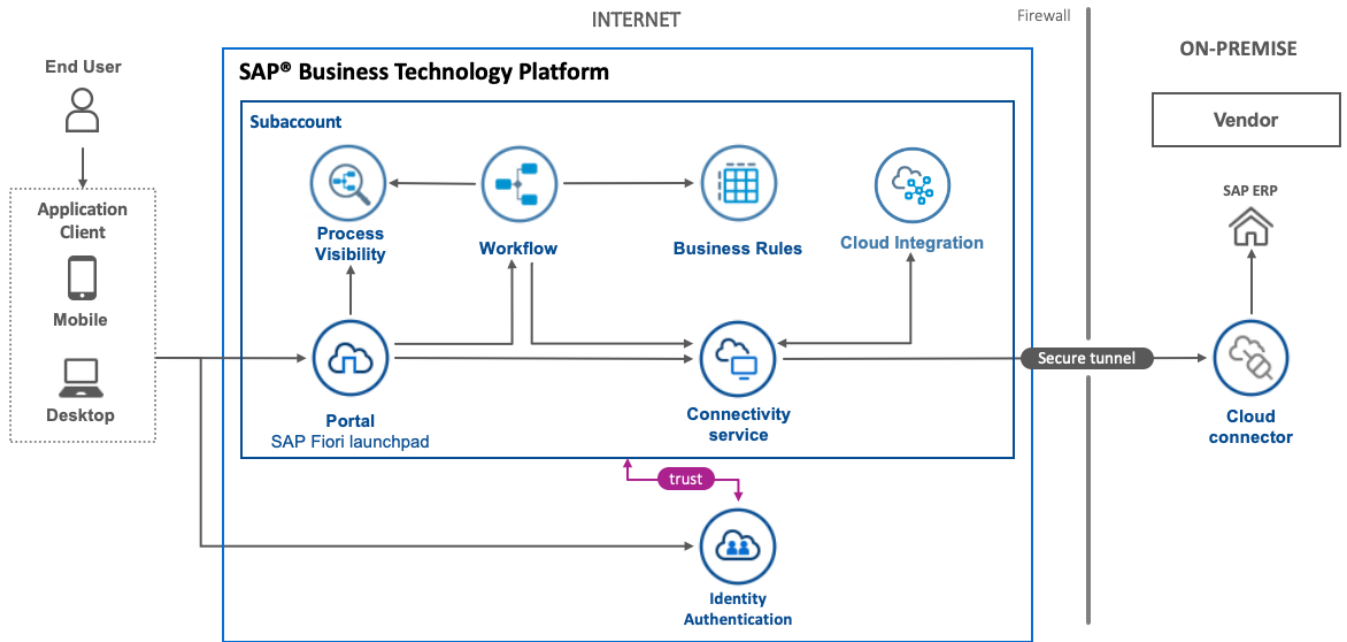 INTERNET
Firewall
ON-PREMISE
End User
SAP® Business Technology Platform
Subaccount
Vendor
Application
Client
Process
Visibility
Workflow
Business Rules
Cloud Integration
SAP ERP
Mobile
Desktop
Portal
SAP Fiori launchpad
Connectivity
service
Secure tunnel
Cloud
connector
trust
Identity
Authentication